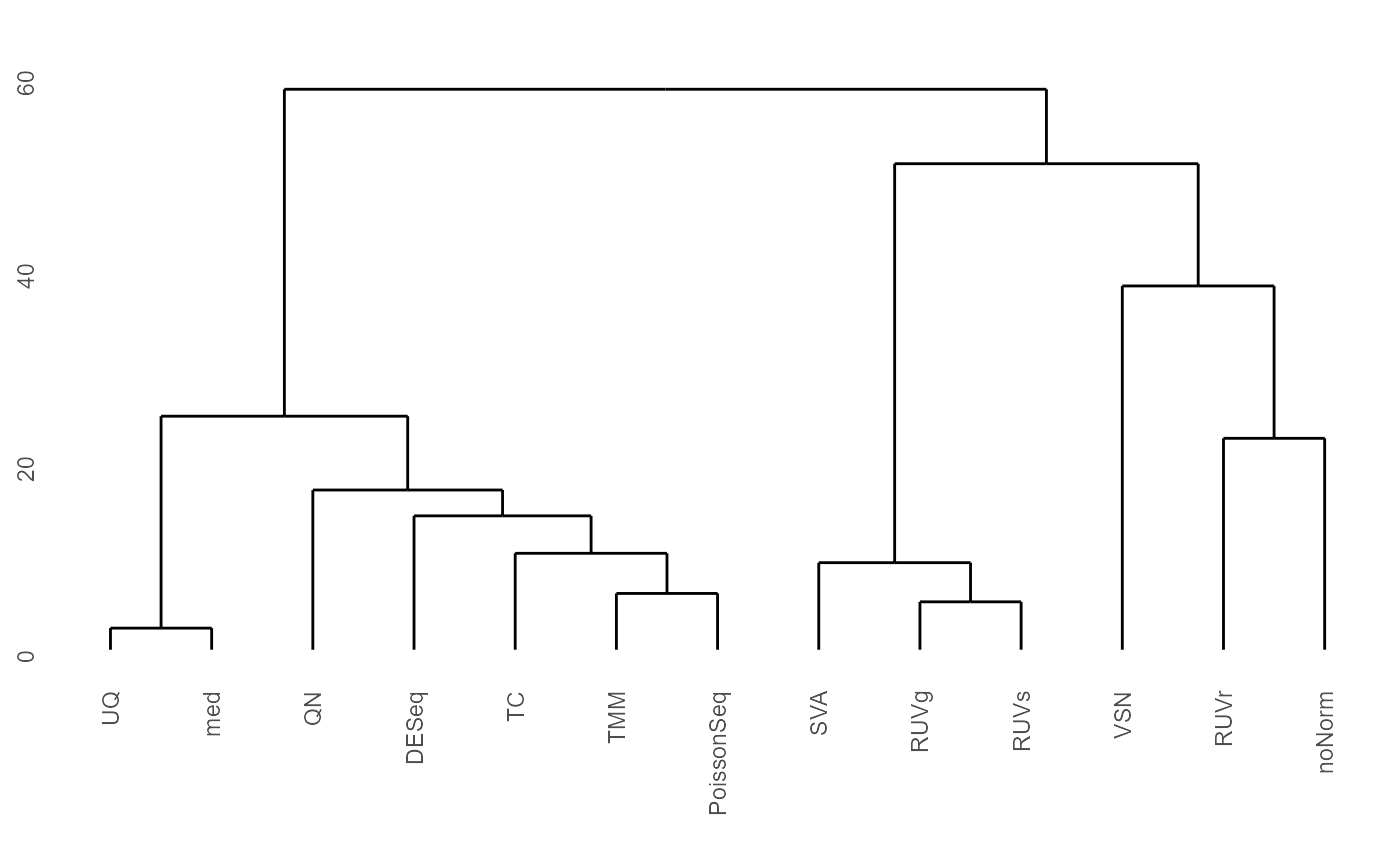 60
40
20
0
UQ
med
QN
DESeq
TC
TMM
PoissonSeq
SVA
RUVg
RUVs
VSN
RUVr
noNorm